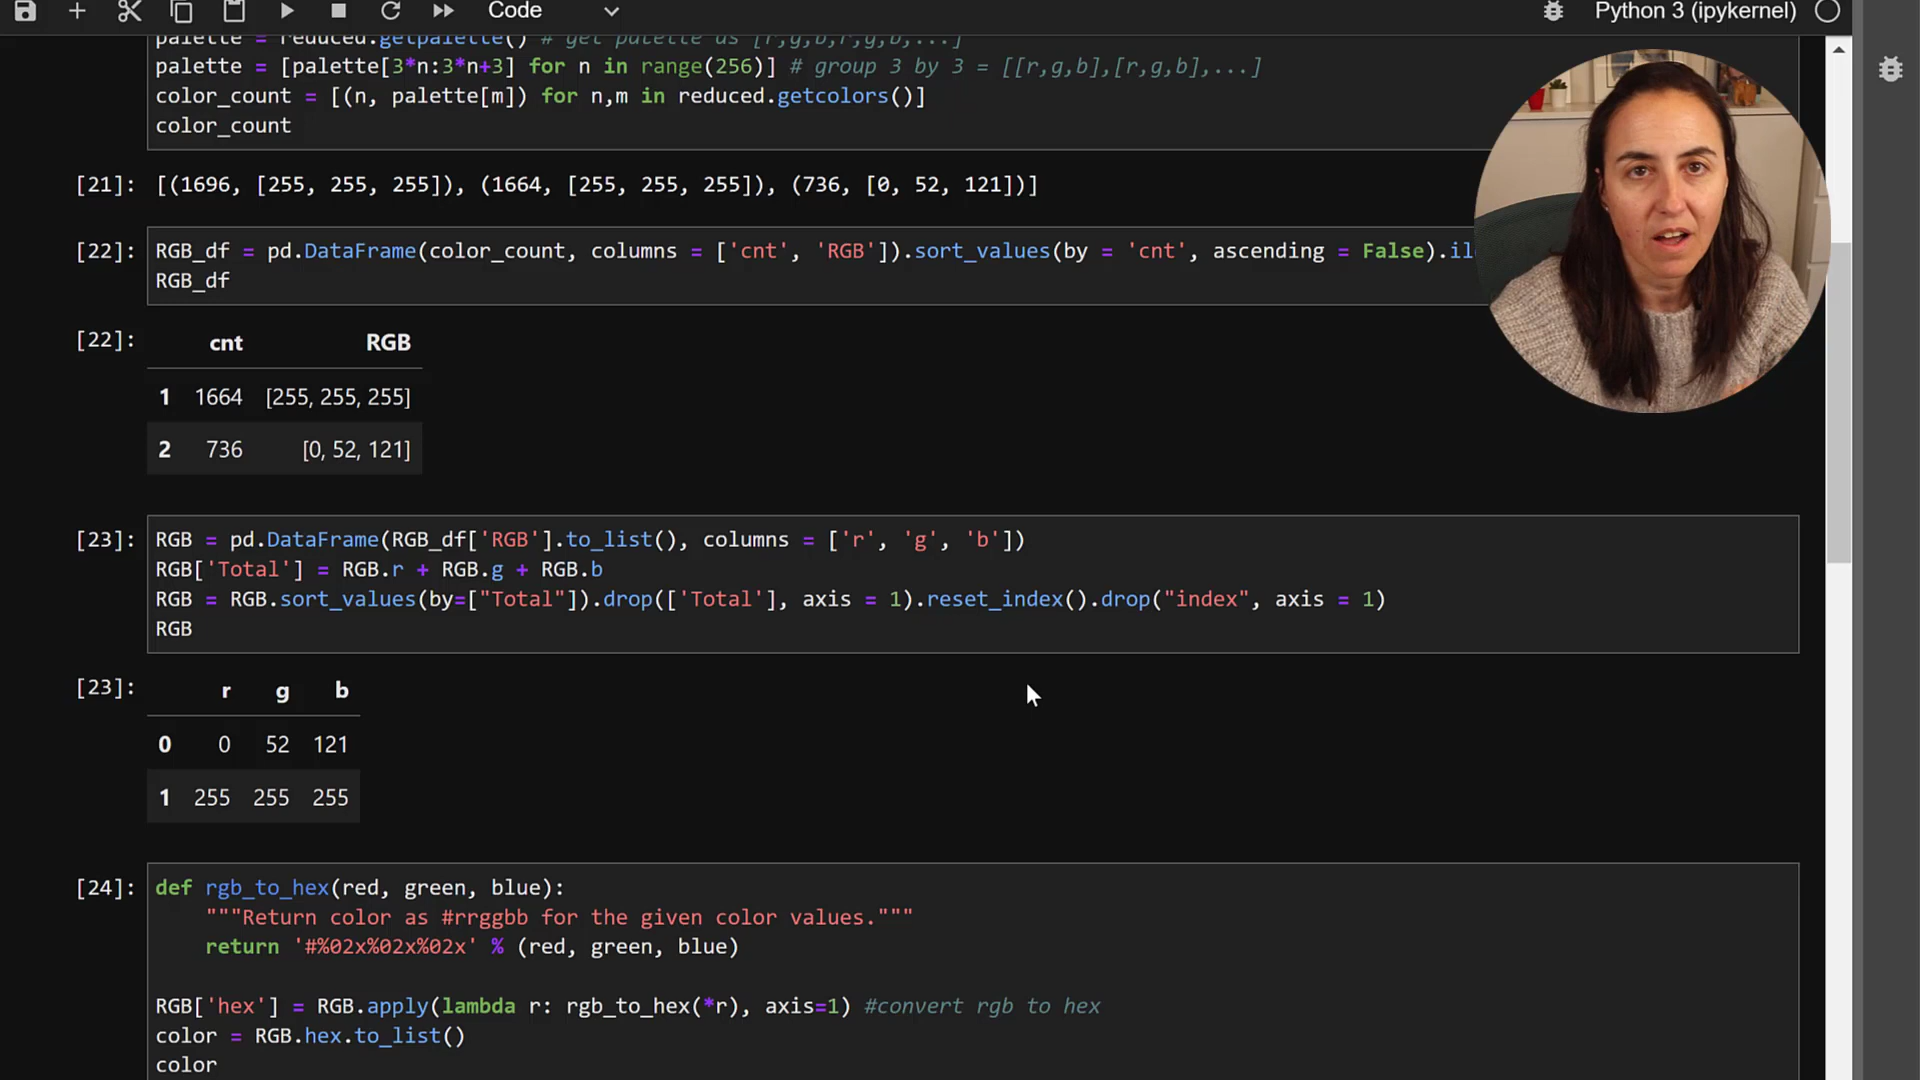 Code
Python 3 (ipykernel)
palette = reduced.getpalette() # get palette as [r,g,b,r,g,b,...]
palette = [palette[3*n:3*n+3] for n in range(256)] # group 3 by 3 = [[r,g,b],[r,g,b],...]
color_count = [(n, palette[m]) for n,m in reduced.getcolors()]
color_count
[21]: [(1696, [255, 255, 255]), (1664, [255, 255, 255]), (736, [0, 52, 121])]
[22]: RGB_df = pd.DataFrame(color_count, columns = ['cnt', 'RGB']).sort_values(by = 'cnt', ascending = False).il
RGB_df
[22]: cnt RGB
1 1664 [255, 255, 255]
2 736 [0, 52, 121]
[23]: RGB = pd.DataFrame(RGB_df['RGB'].to_list(), columns = ['r', 'g', 'b'])
RGB['Total'] = RGB.r + RGB.g + RGB.b
RGB = RGB.sort_values(by=["Total"]).drop(['Total'], axis = 1).reset_index().drop("index", axis = 1)
RGB
[23]: r g b
0 0 52 121
1 255 255 255
[24]: def rgb_to_hex(red, green, blue):
"""Return color as #rrggbb for the given color values."""
return '#%02x%02x%02x' % (red, green, blue)
RGB['hex'] = RGB.apply(lambda r: rgb_to_hex(*r), axis=1) #convert rgb to hex
color = RGB.hex.to_list()
color